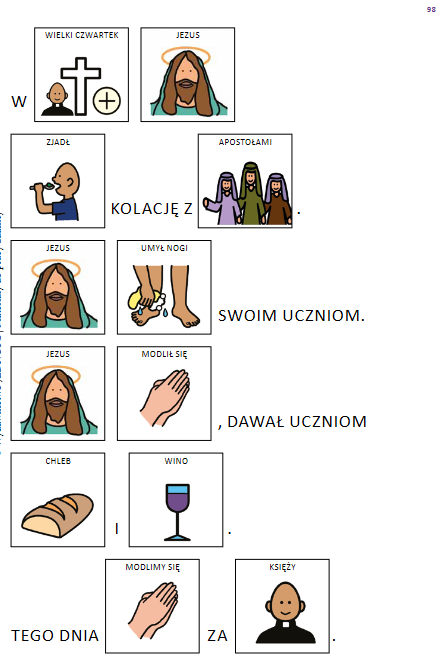 98
WIELKI CZWARTEK JEZUS
W
ZJADŁ APOSTOŁAMI
KOLACJĘ Z .
JEZUS UMYŁ NOGI
SWOIM UCZNIOM.
JEZUS MODLIŁ SIĘ
, DAWAŁ UCZNIOM
CHLEB WINO
I .
MODLIMY SIĘ KSIĘŻY
TEGO DNIA ZA .